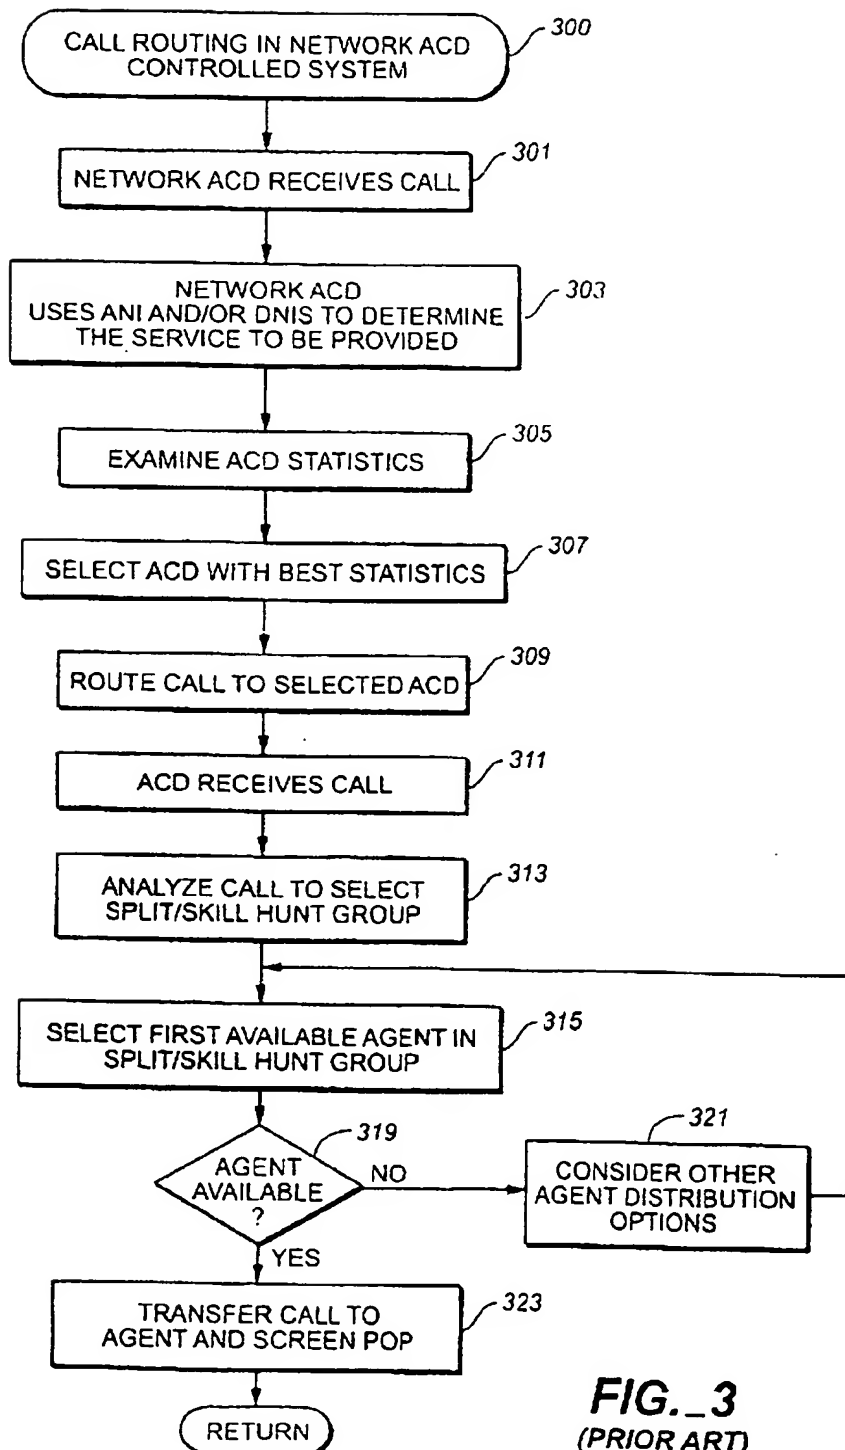 CALL ROUTING IN NETWORK ACD
CONTROLLED SYSTEM
300
301
NETWORK ACD RECEIVES CALL
303
NETWORK ACD
USES ANI AND/OR DNIS TO DETERMINE
THE SERVICE TO BE PROVIDED
305
EXAMINE ACD STATISTICS
307
SELECT ACD WITH BEST STATISTICS
309
ROUTE CALL TO SELECTED ACD
311
ACD RECEIVES CALL
313
ANALYZE CALL TO SELECT
SPLIT/SKILL HUNT GROUP
315
SELECT FIRST AVAILABLE AGENT IN
SPLIT/SKILL HUNT GROUP
319
AGENT
AVAILABLE
?
NO
321
CONSIDER OTHER
AGENT DISTRIBUTION
OPTIONS
YES
323
TRANSFER CALL TO
AGENT AND SCREEN POP
RETURN
FIG._3
(PRIOR ART)